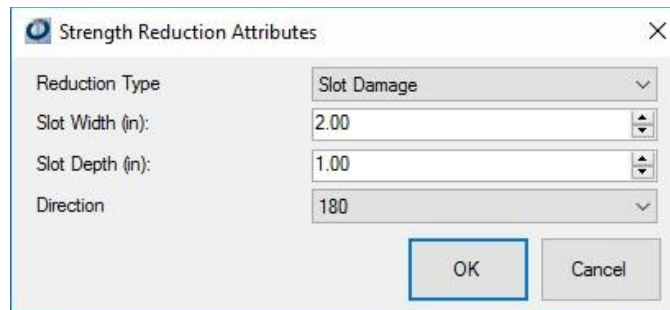 Strength Reduction Attributes
Reduction Type Slot Damage
Slot Width (in): 2.00
Slot Depth (in): 1.00
Direction 180
OK Cancel